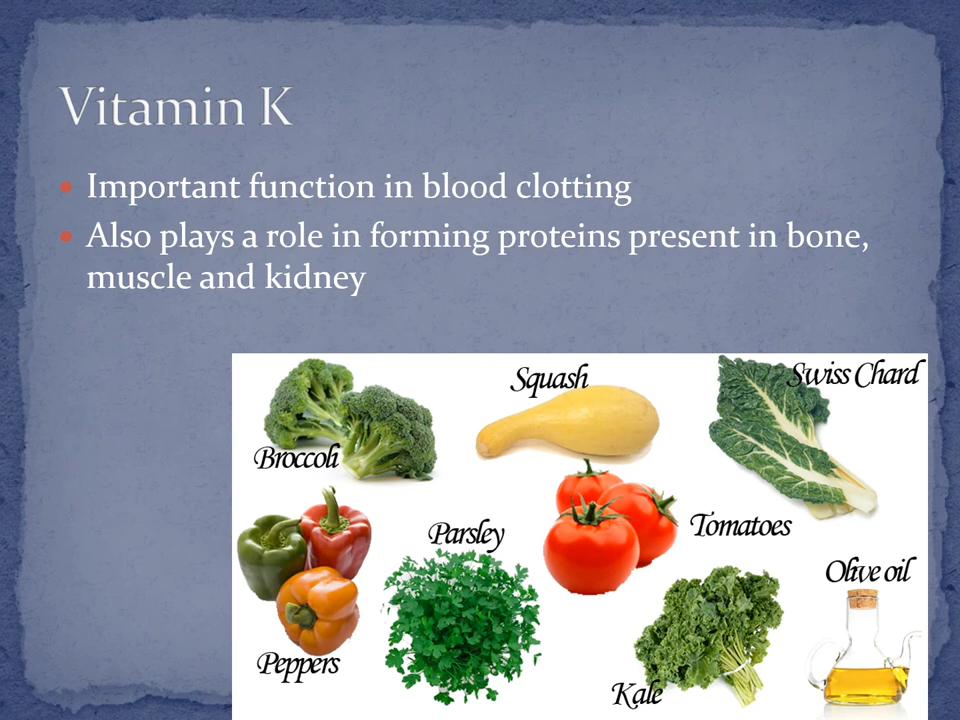 Vitamin K
Important function in blood clotting
Also plays a role in forming proteins present in bone,
muscle and kidney
Squash
Swiss Chard
Broccoli
Parsley
Tomatoes
Olive oil
Peppers
Kale